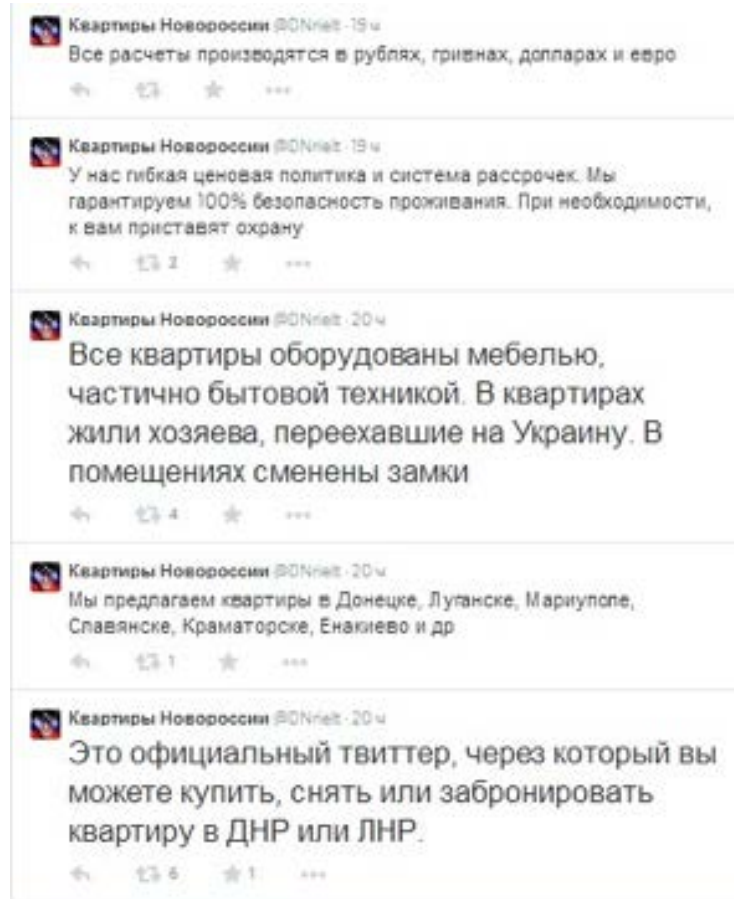 Квартиры Новороссии @DNrielt · 19 ч
Все расчеты производятся в рублях, гривнах, долларах и евро
Квартиры Новороссии @DNrielt · 19 ч
У нас гибкая ценовая политика и система рассрочек. Мы
гарантируем 100% безопасность проживания. При необходимости,
к вам приставят охрану
2
Квартиры Новороссии @DNrielt · 20 ч
Все квартиры оборудованы мебелью,
частично бытовой техникой. В квартирах
жили хозяева, переехавшие на Украину. В
помещениях сменены замки
4
Квартиры Новороссии @DNrielt · 20 ч
Мы предлагаем квартиры в Донецке, Луганске, Мариуполе,
Славянске, Краматорске, Енакиево и др
1
Квартиры Новороссии @DNrielt · 20 ч
Это официальный твиттер, через который вы
можете купить, снять или забронировать
квартиру в ДНР или ЛНР.
6 1